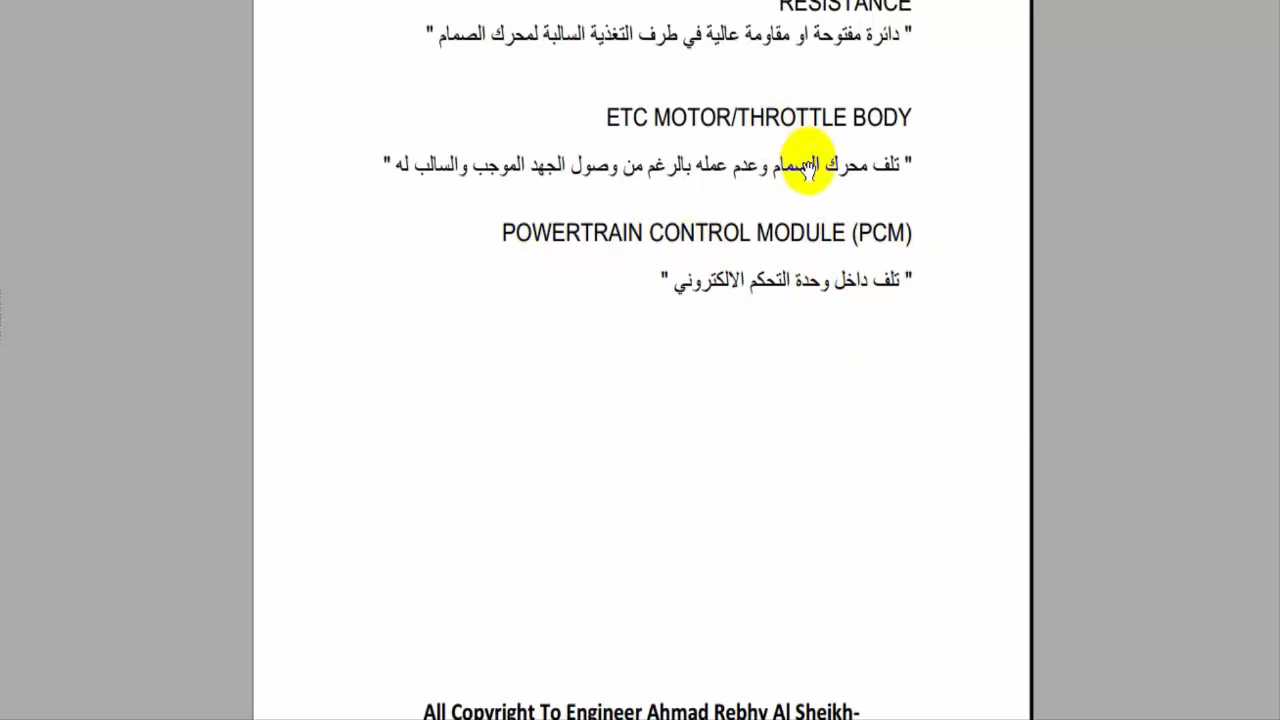 RESISTANCE
" دائرة مفتوحة او مقاومة عالية في طرف التغذية السالبة لمحرك الصمام "
ETC MOTOR/THROTTLE BODY
" تلف محرك الصمام وعدم عمله بالرغم من وصول الجهد الموجب والسالب له "
POWERTRAIN CONTROL MODULE (PCM)
" تلف داخل وحدة التحكم الالكتروني "
All Copyright To Engineer Ahmad Rebhy Al Sheikh-